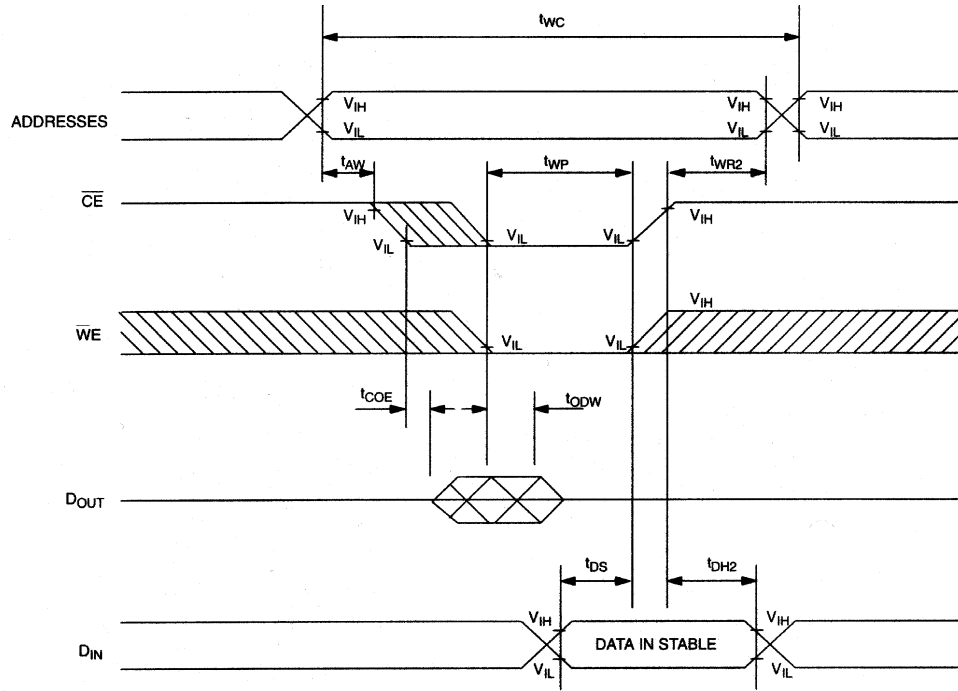 tWC
VIH VIH VIH
ADDRESSES
VIL VIL VIL
tAW tWP tWR2
CE
VIH VIH
VIL VIL VIL
VIH
WE
VIL VIL
tCOE tODW
DOUT
tDS tDH2
VIH VIH
DATA IN STABLE
DIN
VIL VIL